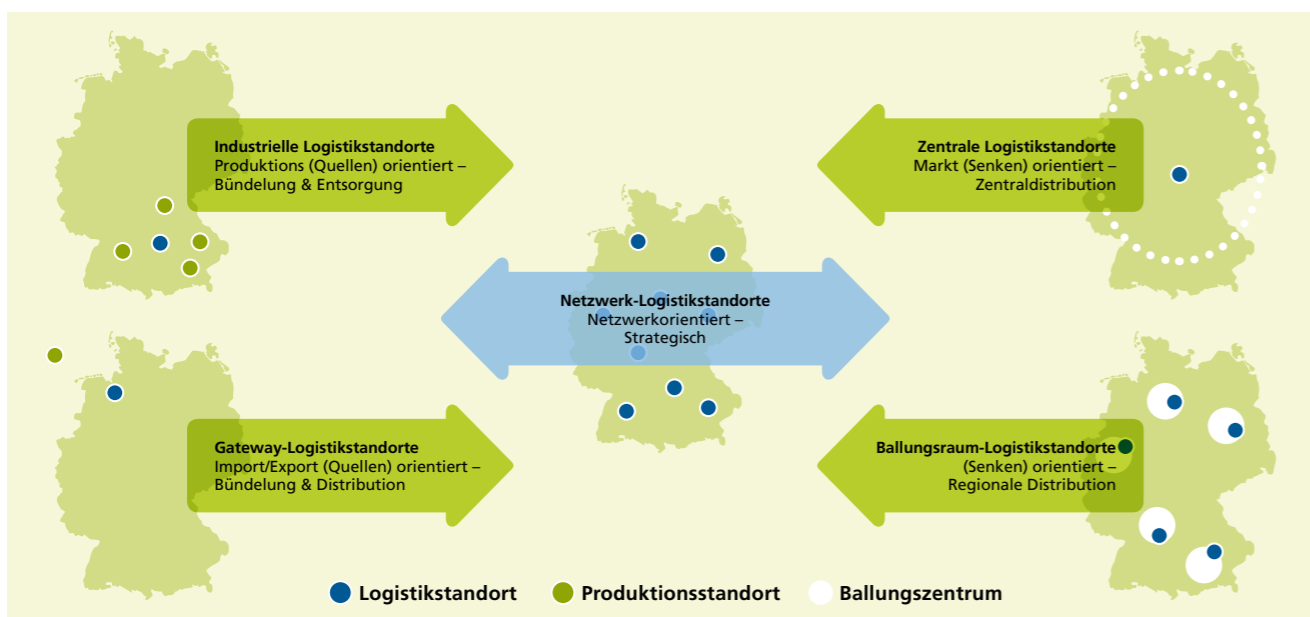 Industrielle Logistikstandorte
Produktions (Quellen) orientiert –
Bündelung & Entsorgung
Zentrale Logistikstandorte
Markt (Senken) orientiert –
Zentraldistribution
Netzwerk-Logistikstandorte
Netzwerkorientiert –
Strategisch
Gateway-Logistikstandorte
Import/Export (Quellen) orientiert –
Bündelung & Distribution
Ballungsraum-Logistikstandorte
(Senken) orientiert –
Regionale Distribution
Logistikstandort Produktionsstandort Ballungszentrum